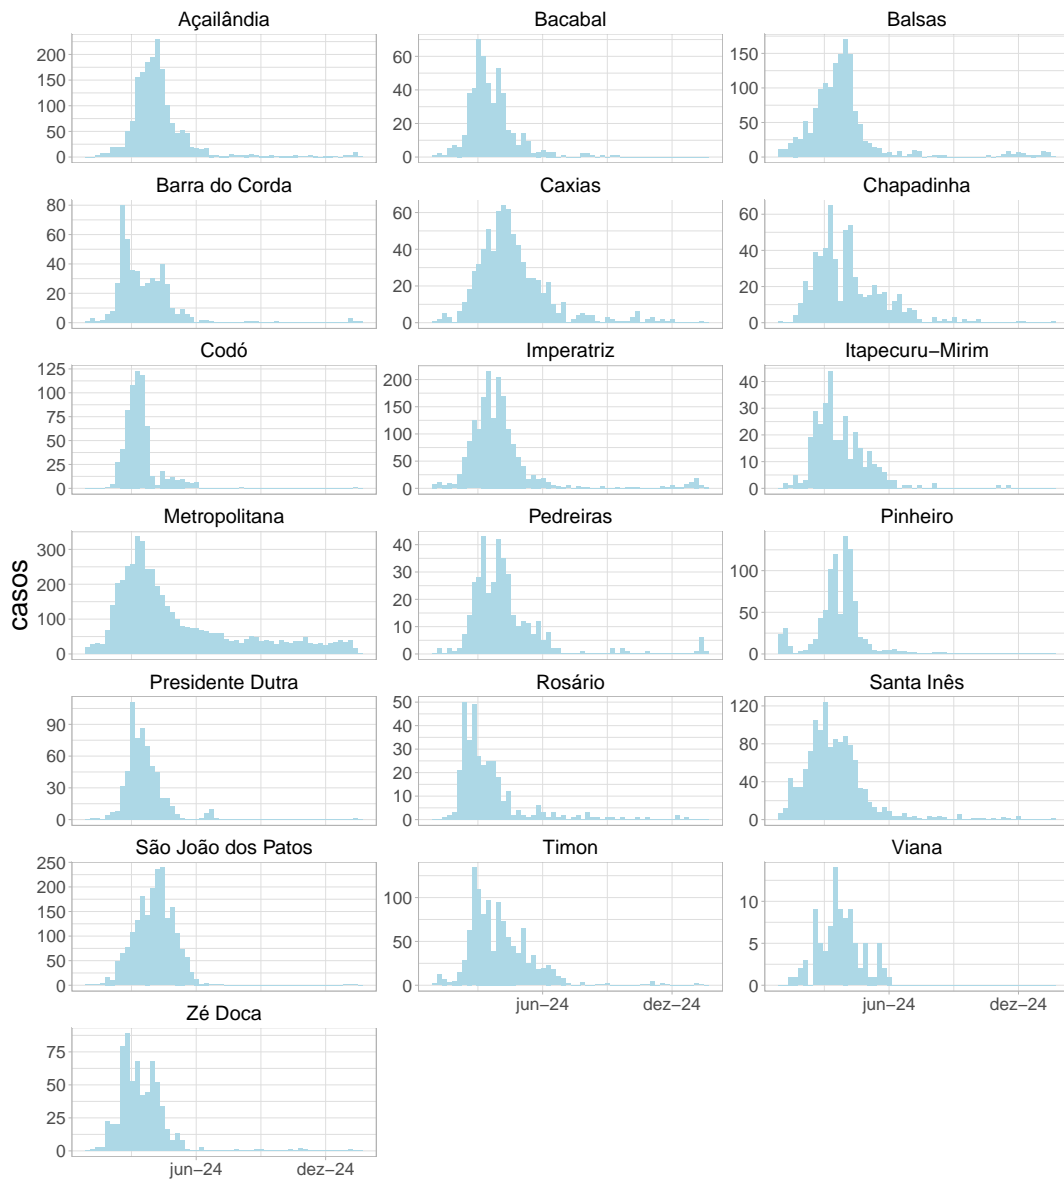 Açailândia Bacabal Balsas
200 150 100 50 0
60 40 20 0
150 100 50 0
Barra do Corda Caxias Chapadinha
80 60 40 20 0
60 40 20 0
60 40 20 0
Codó Imperatriz Itapecuru−Mirim
125 100 75 50 25 0
200 150 100 50 0
40 30 20 10 0
Metropolitana Pedreiras Pinheiro
300 200 100 0
40 30 20 10 0
100 50 0
casos
Presidente Dutra Rosário Santa Inês
90 60 30 0
50 40 30 20 10 0
120 80 40 0
São João dos Patos Timon Viana
250 200 150 100 50 0
100 50 0
10 5 0
jun−24 dez−24 jun−24 dez−24
Zé Doca
75 50 25 0
jun−24 dez−24